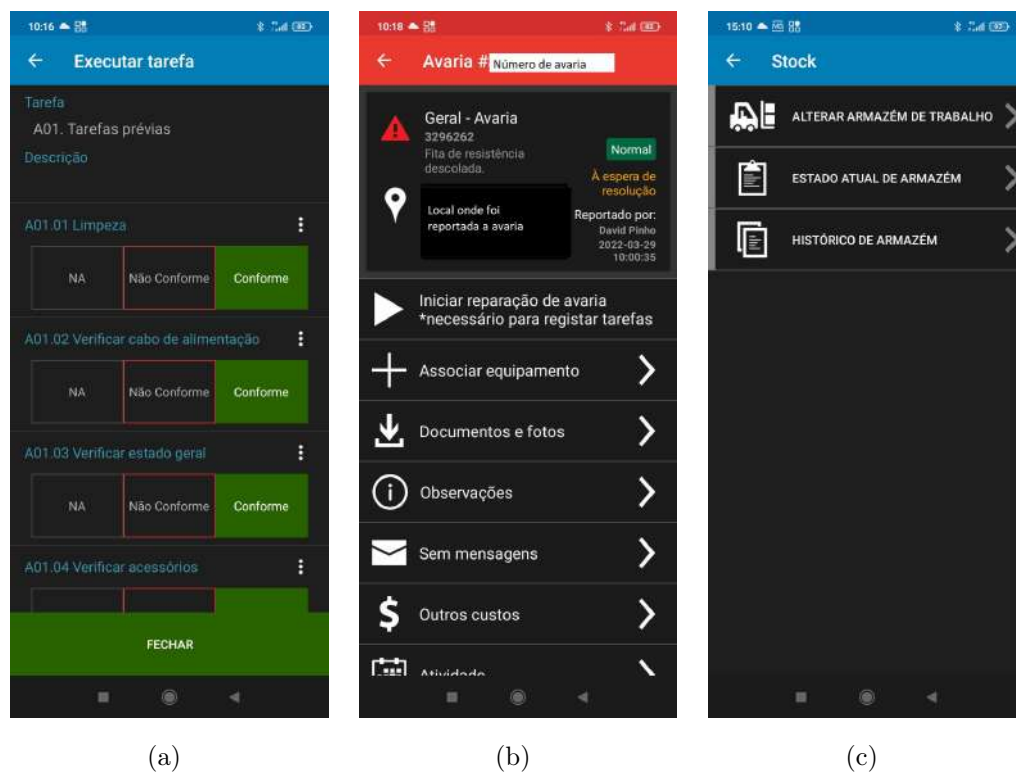 10:16
Executar tarefa
Tarefa
A01. Tarefas prévias
Descrição
A01.01 Limpeza
NA Não Conforme Conforme
A01.02 Verificar cabo de alimentação
NA Não Conforme Conforme
A01.03 Verificar estado geral
NA Não Conforme Conforme
A01.04 Verificar acessórios
FECHAR
(a)
10:18
Avaria # Número de avaria
Geral - Avaria
3296262
Fita de resistência
descolada.
Normal
À espera de
resolução
Local onde foi
reportada a avaria
Reportado por:
David Pinho
2022-03-29
10:00:35
Iniciar reparação de avaria
*necessário para registar tarefas
Associar equipamento
Documentos e fotos
Observações
Sem mensagens
Outros custos
Atividade
(b)
15:10
Stock
ALTERAR ARMAZÉM DE TRABALHO
ESTADO ATUAL DE ARMAZÉM
HISTÓRICO DE ARMAZÉM
(c)